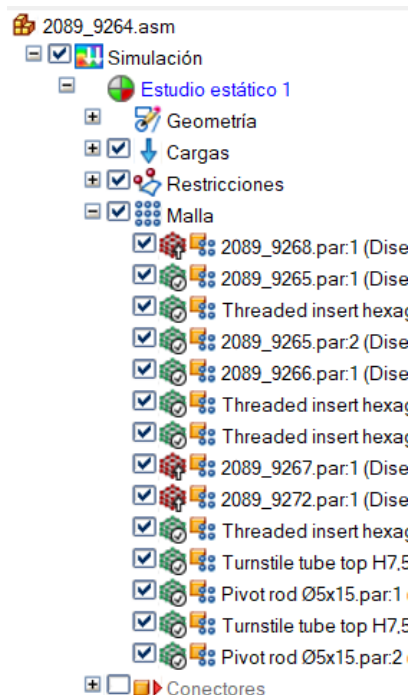 2089_9264.asm
Simulación
Estudio estático 1
Geometría
Cargas
Restricciones
Malla
2089_9268.par:1 (Dise
2089_9265.par:1 (Dise
Threaded insert hexag
2089_9265.par:2 (Dise
2089_9266.par:1 (Dise
Threaded insert hexag
Threaded insert hexag
2089_9267.par:1 (Dise
2089_9272.par:1 (Dise
Threaded insert hexag
Turnstile tube top H7,5
Pivot rod Ø5x15.par:1
Turnstile tube top H7,5
Pivot rod Ø5x15.par:2
Conectores